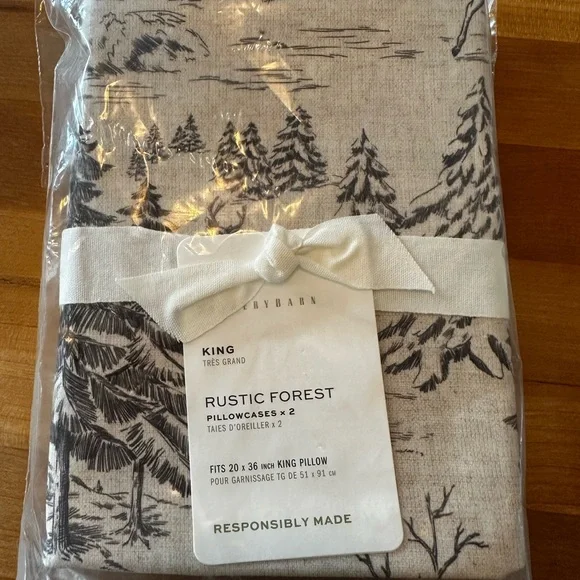 ERYBARN
KING
TRÈS GRAND
RUSTIC FOREST
PILLOWCASES x 2
TAIES D'OREILLER x 2
FITS 20 x 36 INCH KING PILLOW
POUR GARNISSAGE TG DE 51 x 91 CM
RESPONSIBLY MADE